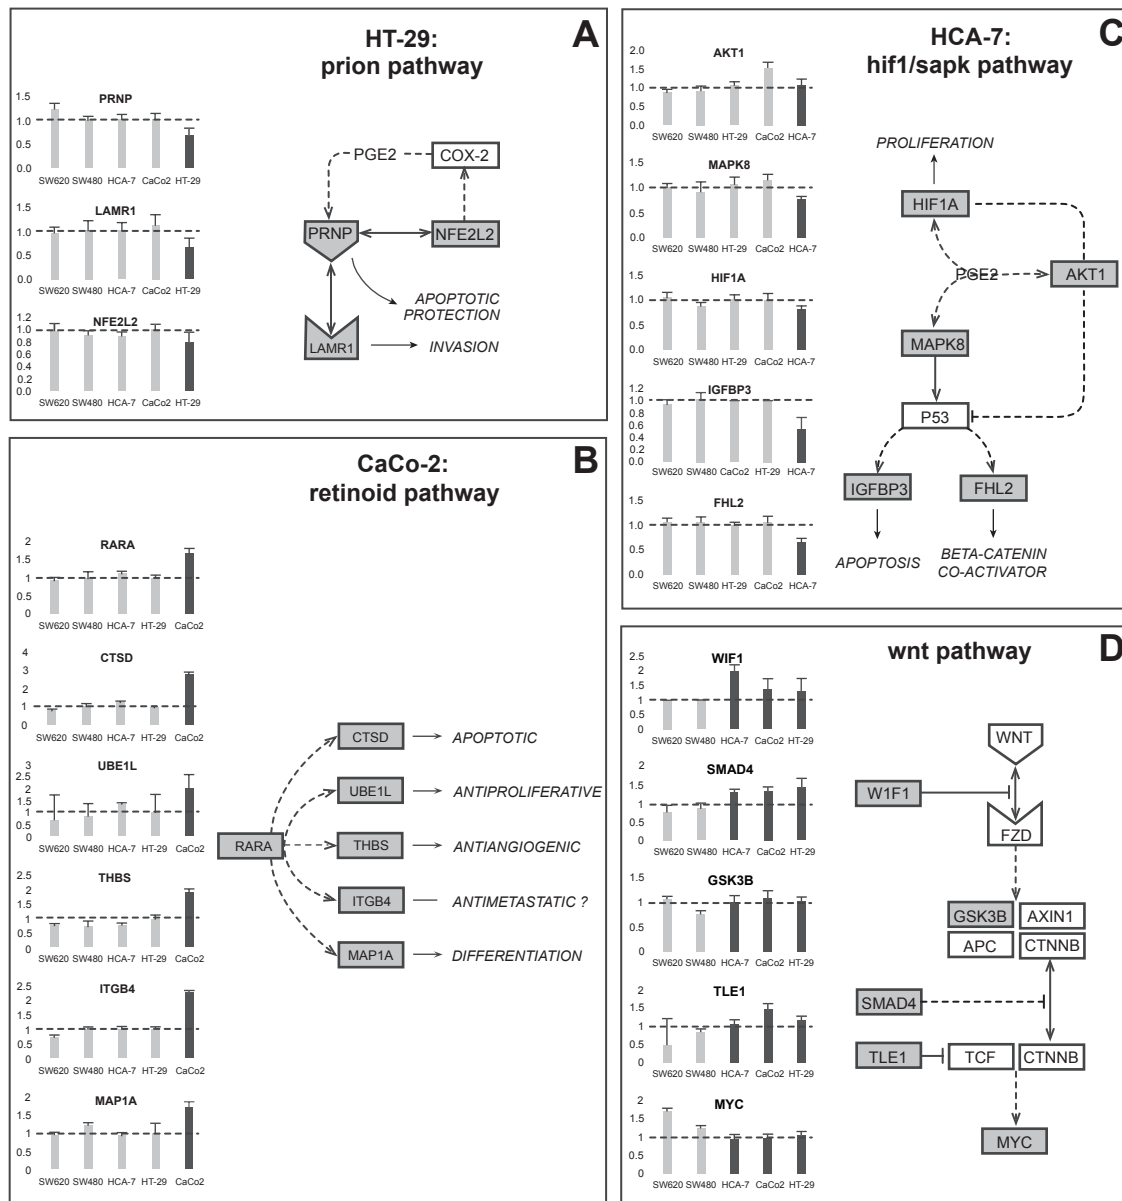 A
HT-29:
prion pathway
PRNP
1.5
1.0
0.5
0.0
SW620 SW480 HCA-7 CaCo2 HT-29
LAMR1
1.5
1.0
0.5
0.0
SW620 SW480 HCA-7 CaCo2 HT-29
NFE2L2
1.2
1.0
0.8
0.6
0.4
0.2
0.0
SW620 SW480 HCA-7 CaCo2 HT-29
PGE2
COX-2
PRNP
NFE2L2
APOPTOTIC
PROTECTION
LAMR1
INVASION
B
CaCo-2:
retinoid pathway
RARA
2
1.5
1
0.5
0
SW620 SW480 HCA-7 HT-29 CaCo2
CTSD
4
3
2
1
0
SW620 SW480 HCA-7 HT-29 CaCo2
UBE1L
3
2.5
2
1.5
1
0.5
0
SW620 SW480 HCA-7 HT-29 CaCo2
THBS
2.5
2
1.5
1
0.5
0
SW620 SW480 HCA-7 HT-29 CaCo2
ITGB4
2.5
2
1.5
1
0.5
0
SW620 SW480 HCA-7 HT-29 CaCo2
MAP1A
2
1.5
1
0.5
0
SW620 SW480 HCA-7 HT-29 CaCo2
RARA
CTSD
APOPTOTIC
UBE1L
ANTIPROLIFERATIVE
THBS
ANTIANGIOGENIC
ITGB4
ANTIMETASTATIC ?
MAP1A
DIFFERENTIATION
C
HCA-7:
hif1/sapk pathway
AKT1
2.0
1.5
1.0
0.5
0.0
SW620 SW480 HT-29 CaCo2 HCA-7
MAPK8
1.5
1.0
0.5
0.0
SW620 SW480 HT-29 CaCo2 HCA-7
HIF1A
1.5
1.0
0.5
0.0
SW620 SW480 HT-29 CaCo2 HCA-7
IGFBP3
1.2
1.0
0.8
0.6
0.4
0.2
0.0
SW620 SW480 CaCo2 HT-29 HCA-7
FHL2
1.5
1.0
0.5
0.0
SW620 SW480 HT-29 CaCo2 HCA-7
PROLIFERATION
HIF1A
PGE2
AKT1
MAPK8
P53
IGFBP3
FHL2
APOPTOSIS
BETA-CATENIN
CO-ACTIVATOR
D
wnt pathway
WIF1
2.5
2
1.5
1
0.5
0
SW620 SW480 HCA-7 CaCo2 HT-29
SMAD4
2
1.5
1
0.5
0
SW620 SW480 HCA-7 CaCo2 HT-29
GSK3B
1.5
1
0.5
0
SW620 SW480 HCA-7 CaCo2 HT-29
TLE1
2
1.5
1
0.5
0
SW620 SW480 HCA-7 CaCo2 HT-29
MYC
2
1.5
1
0.5
0
SW620 SW480 HCA-7 CaCo2 HT-29
WNT
W1F1
FZD
GSK3B
AXIN1
APC
CTNNB
SMAD4
TLE1
TCF
CTNNB
MYC